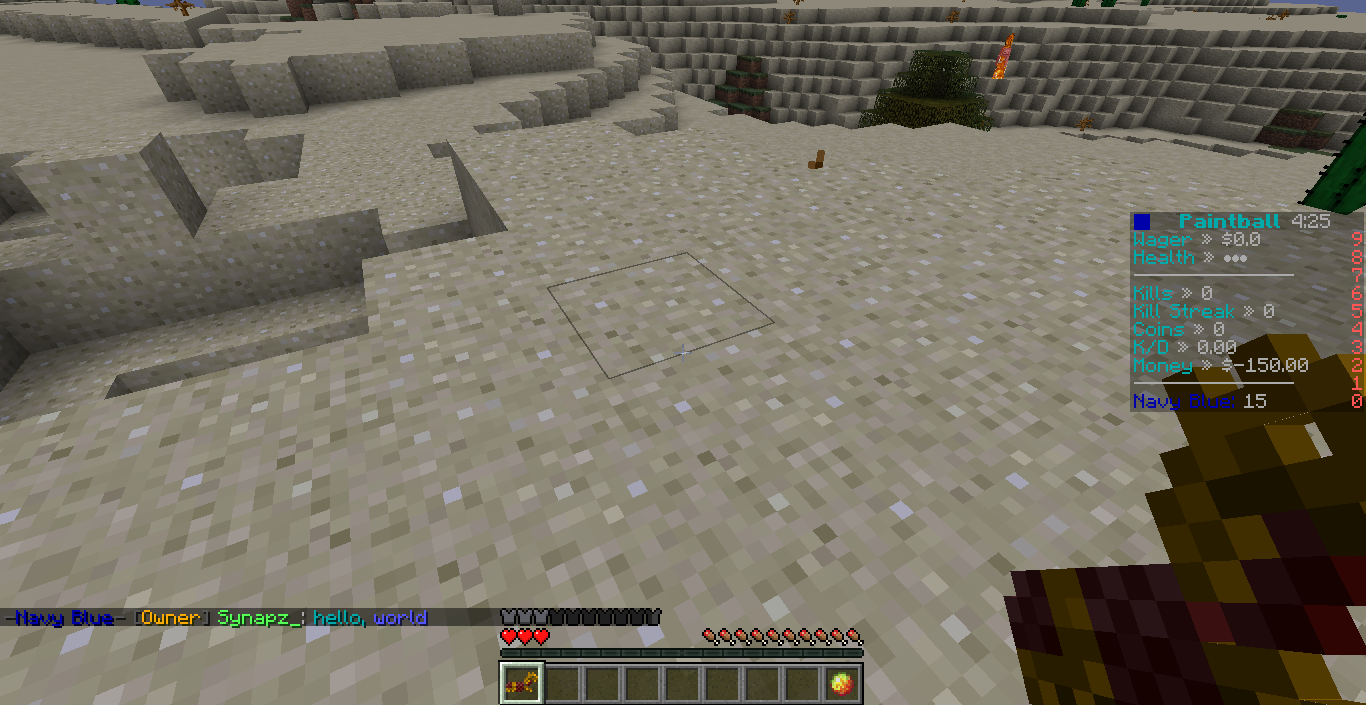 Paintball 4:25
Wager » $0.0 9
Health » ••• 8
7
Kills » 0 6
Kill Streak » 0 5
Coins » 0 4
K/D » 0.00 3
Money » $-150.00 2
1
Navy Blue: 15 0
-Navy Blue- [Owner] Synapz_: hello, world